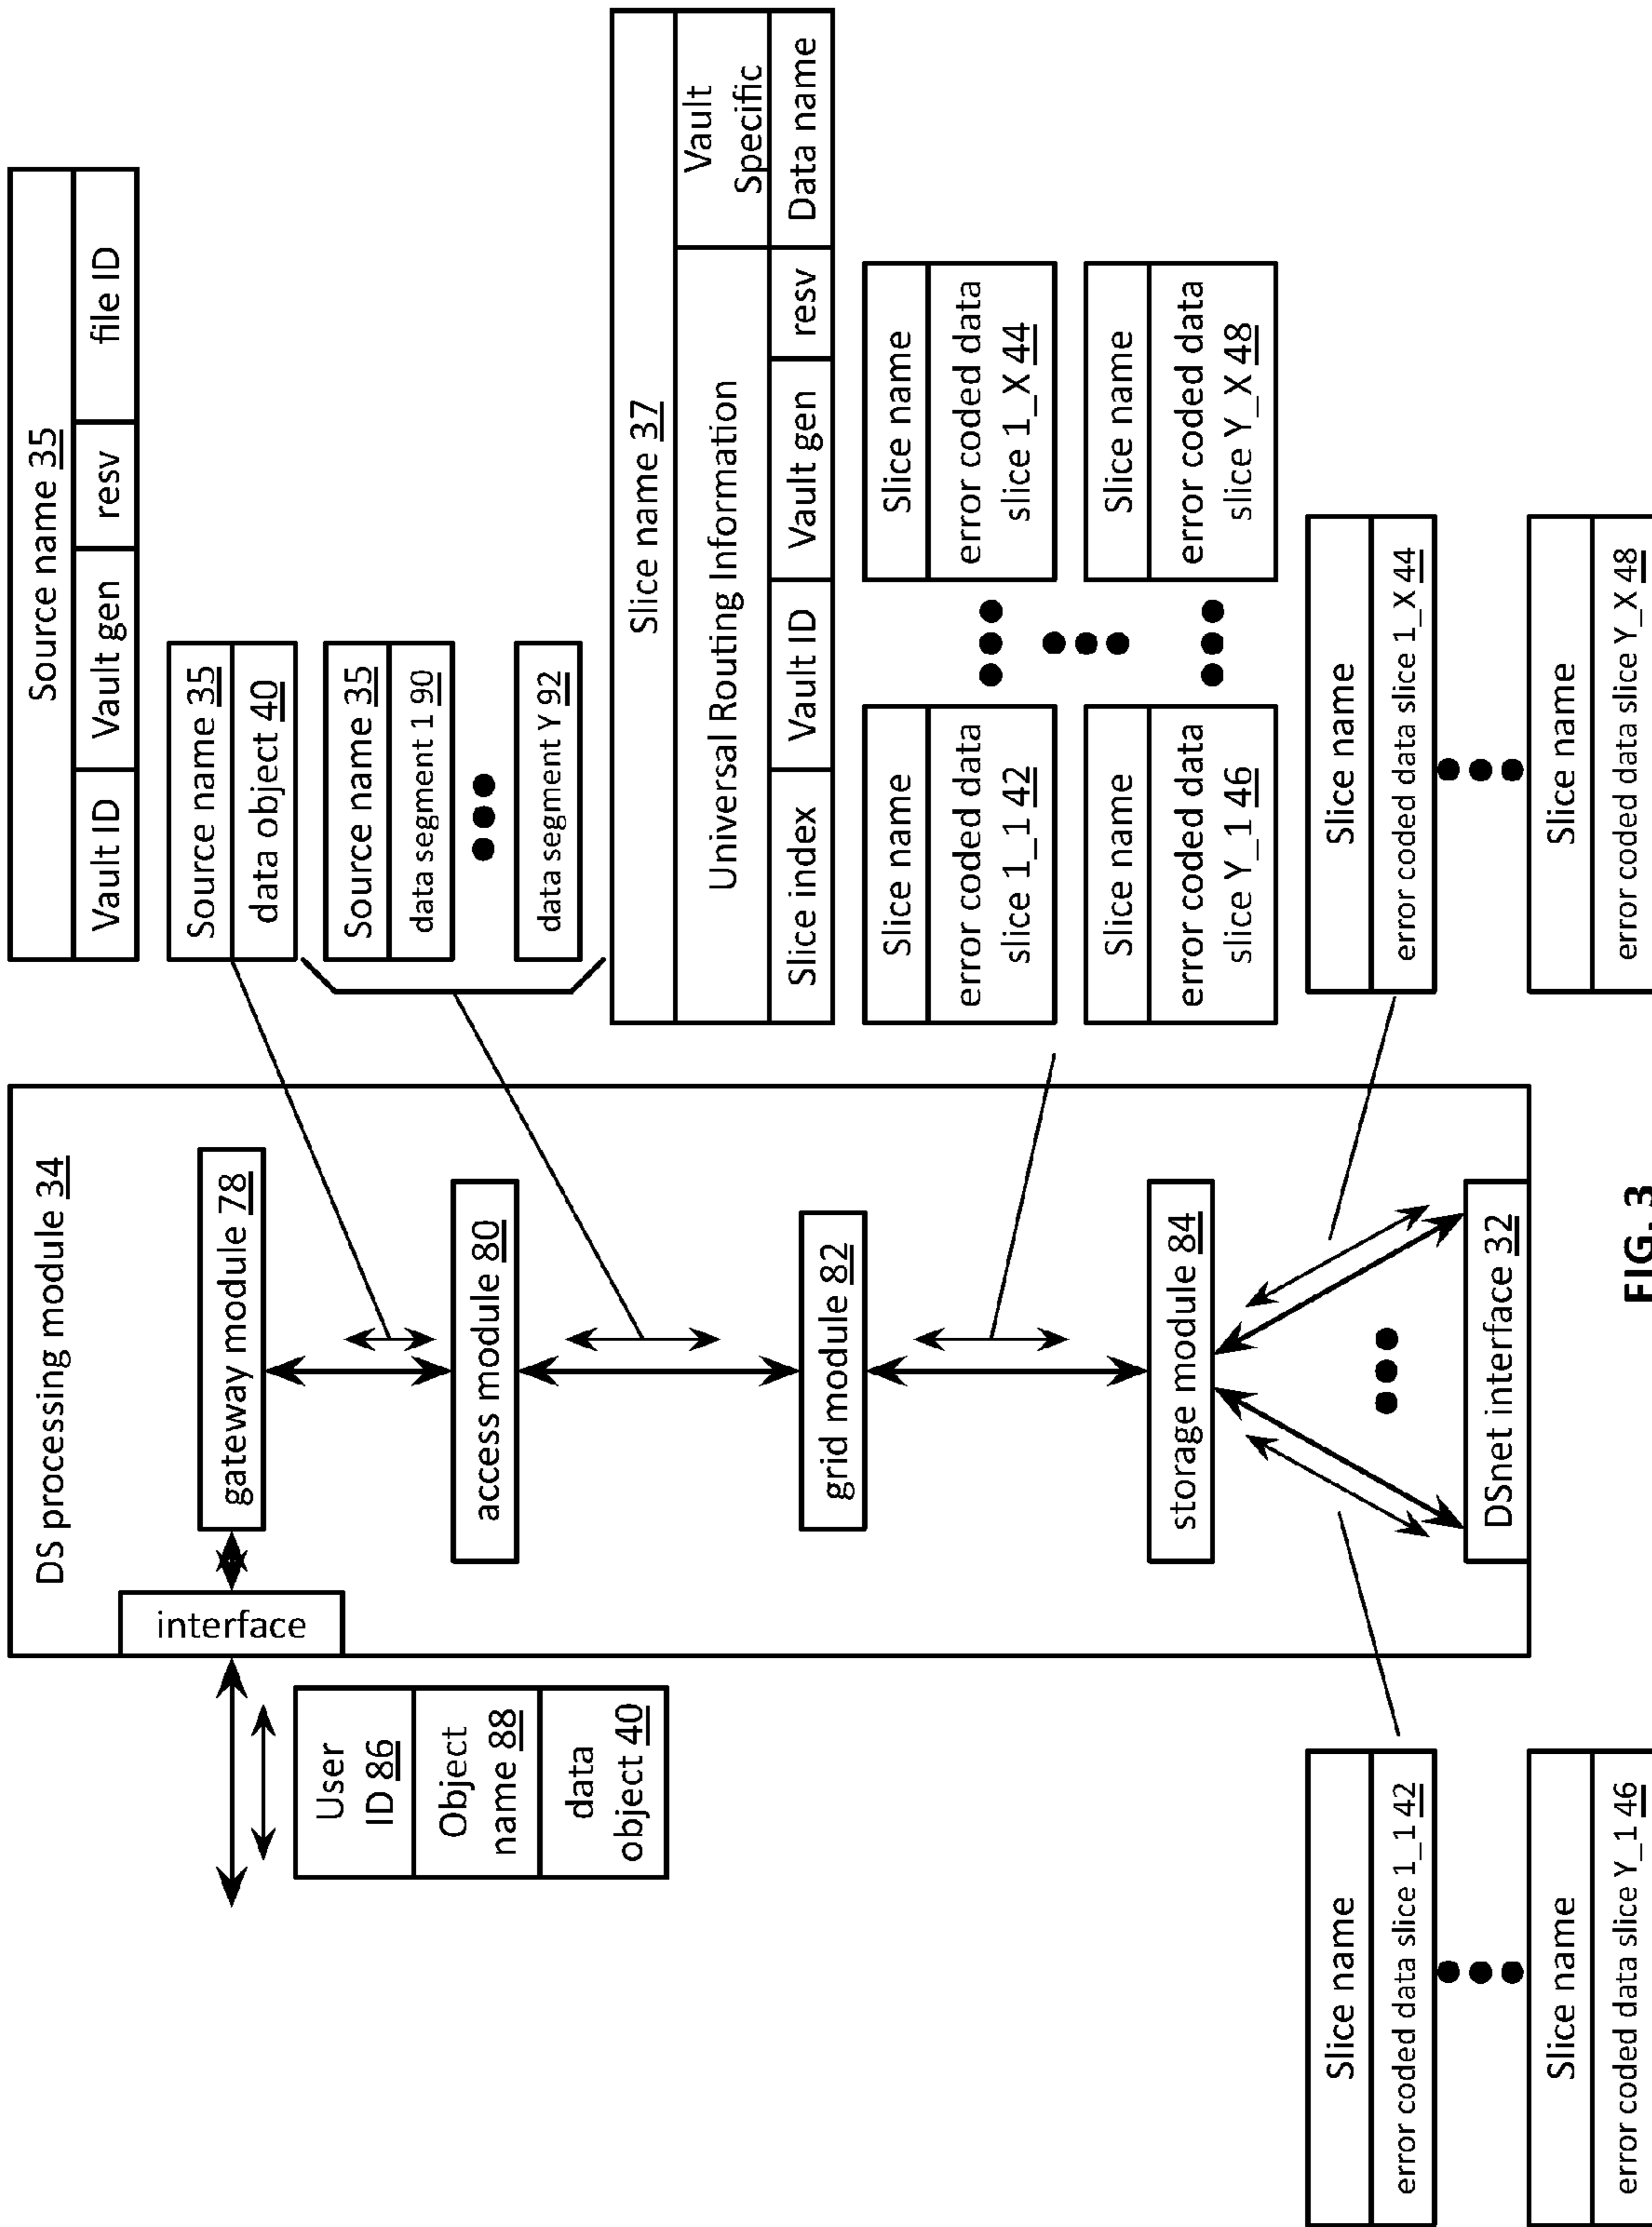 DS processing module 34
interface
gateway module 78
access module 80
grid module 82
storage module 84
DSnet interface 32
User
ID 86
Object
name 88
data
object 40
Source name 35
Vault ID
Vault gen
resv
file ID
Source name 35
data object 40
Source name 35
data segment 1 90
data segment Y 92
Slice name 37
Universal Routing Information
Vault
Specific
Slice index
Vault ID
Vault gen
resv
Data name
Slice name
error coded data
slice 1_1 42
Slice name
error coded data
slice 1_X 44
Slice name
error coded data
slice Y_1 46
Slice name
error coded data
slice Y_X 48
Slice name
error coded data slice 1_1 42
Slice name
error coded data slice Y_1 46
Slice name
error coded data slice 1_X 44
Slice name
error coded data slice Y_X 48
FIG. 3